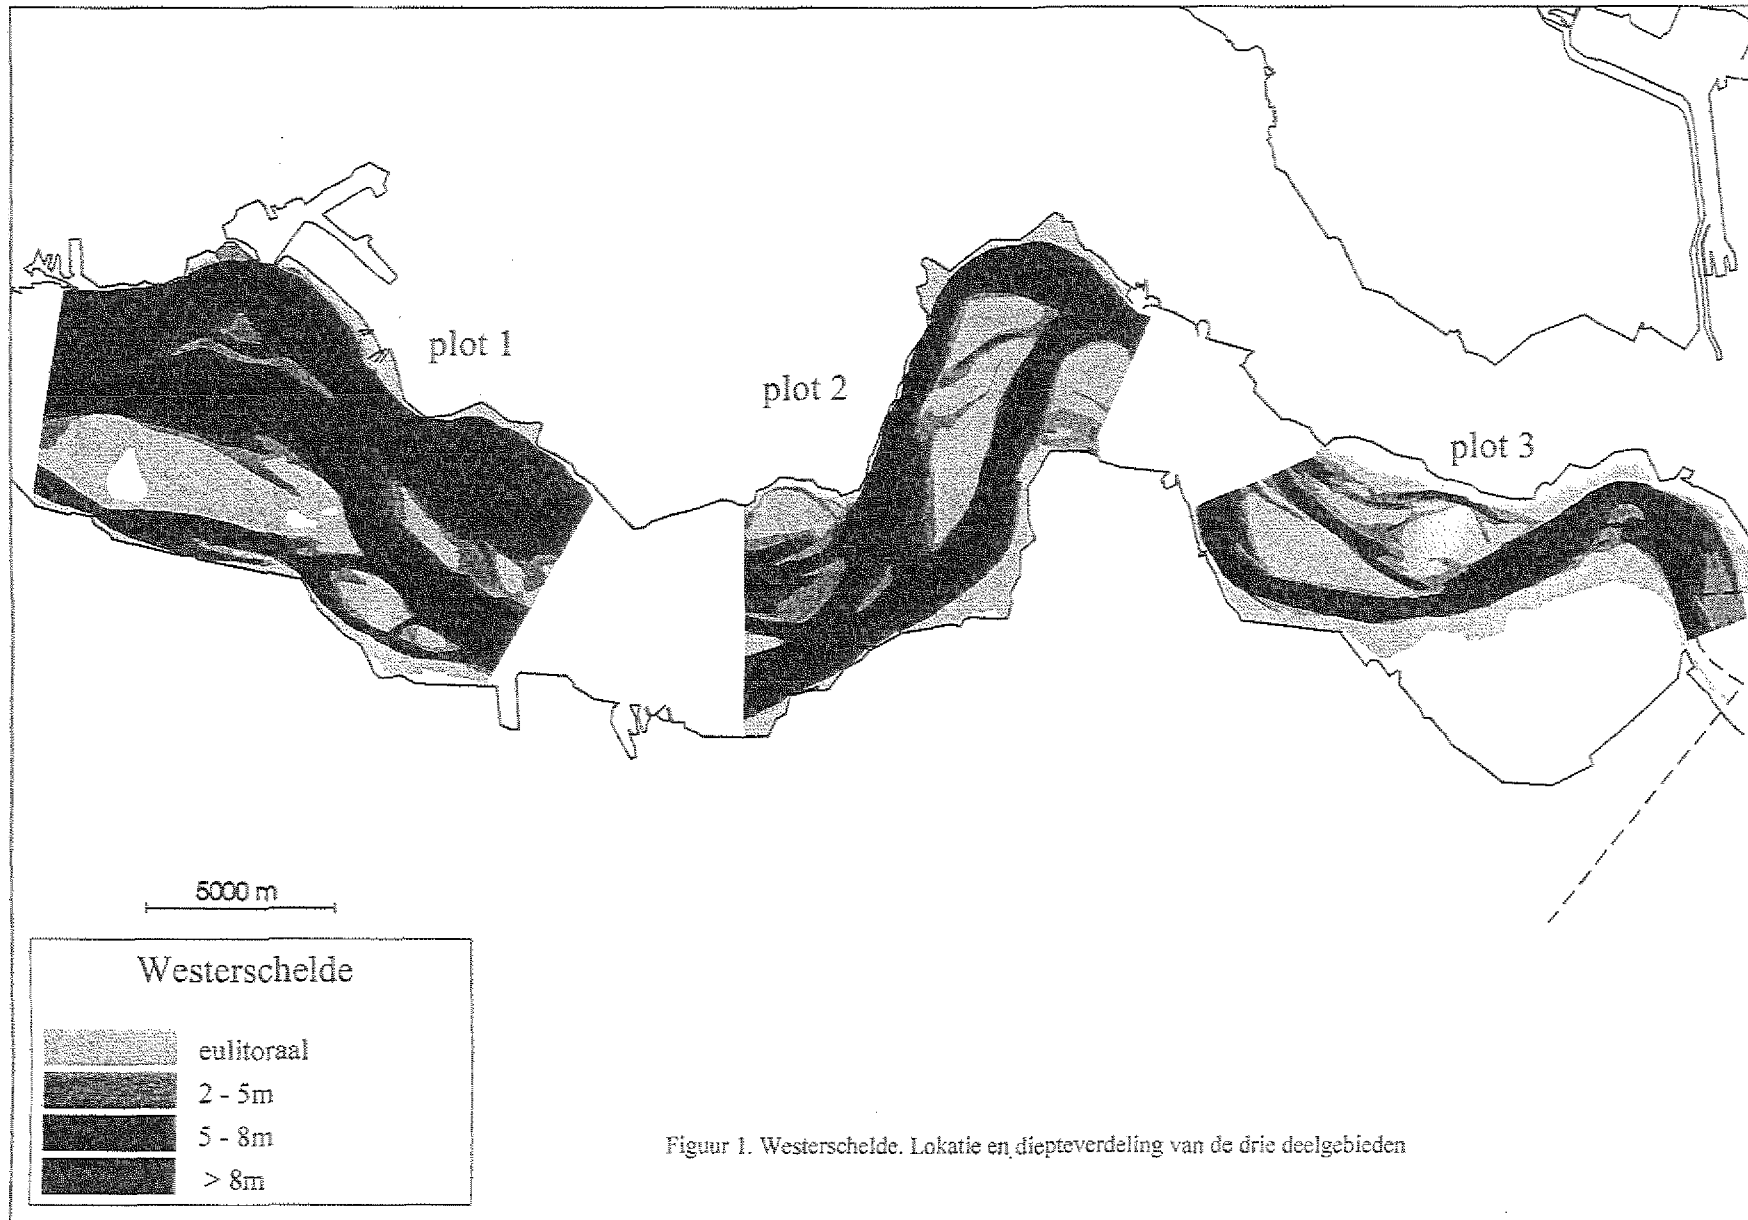 plot 1
plot 2
plot 3
5000 m
Westerschelde
eulitoraal
2 - 5m
5 - 8m
> 8m
Figuur 1. Westerschelde. Lokatie en diepteverdeling van de drie deelgebieden